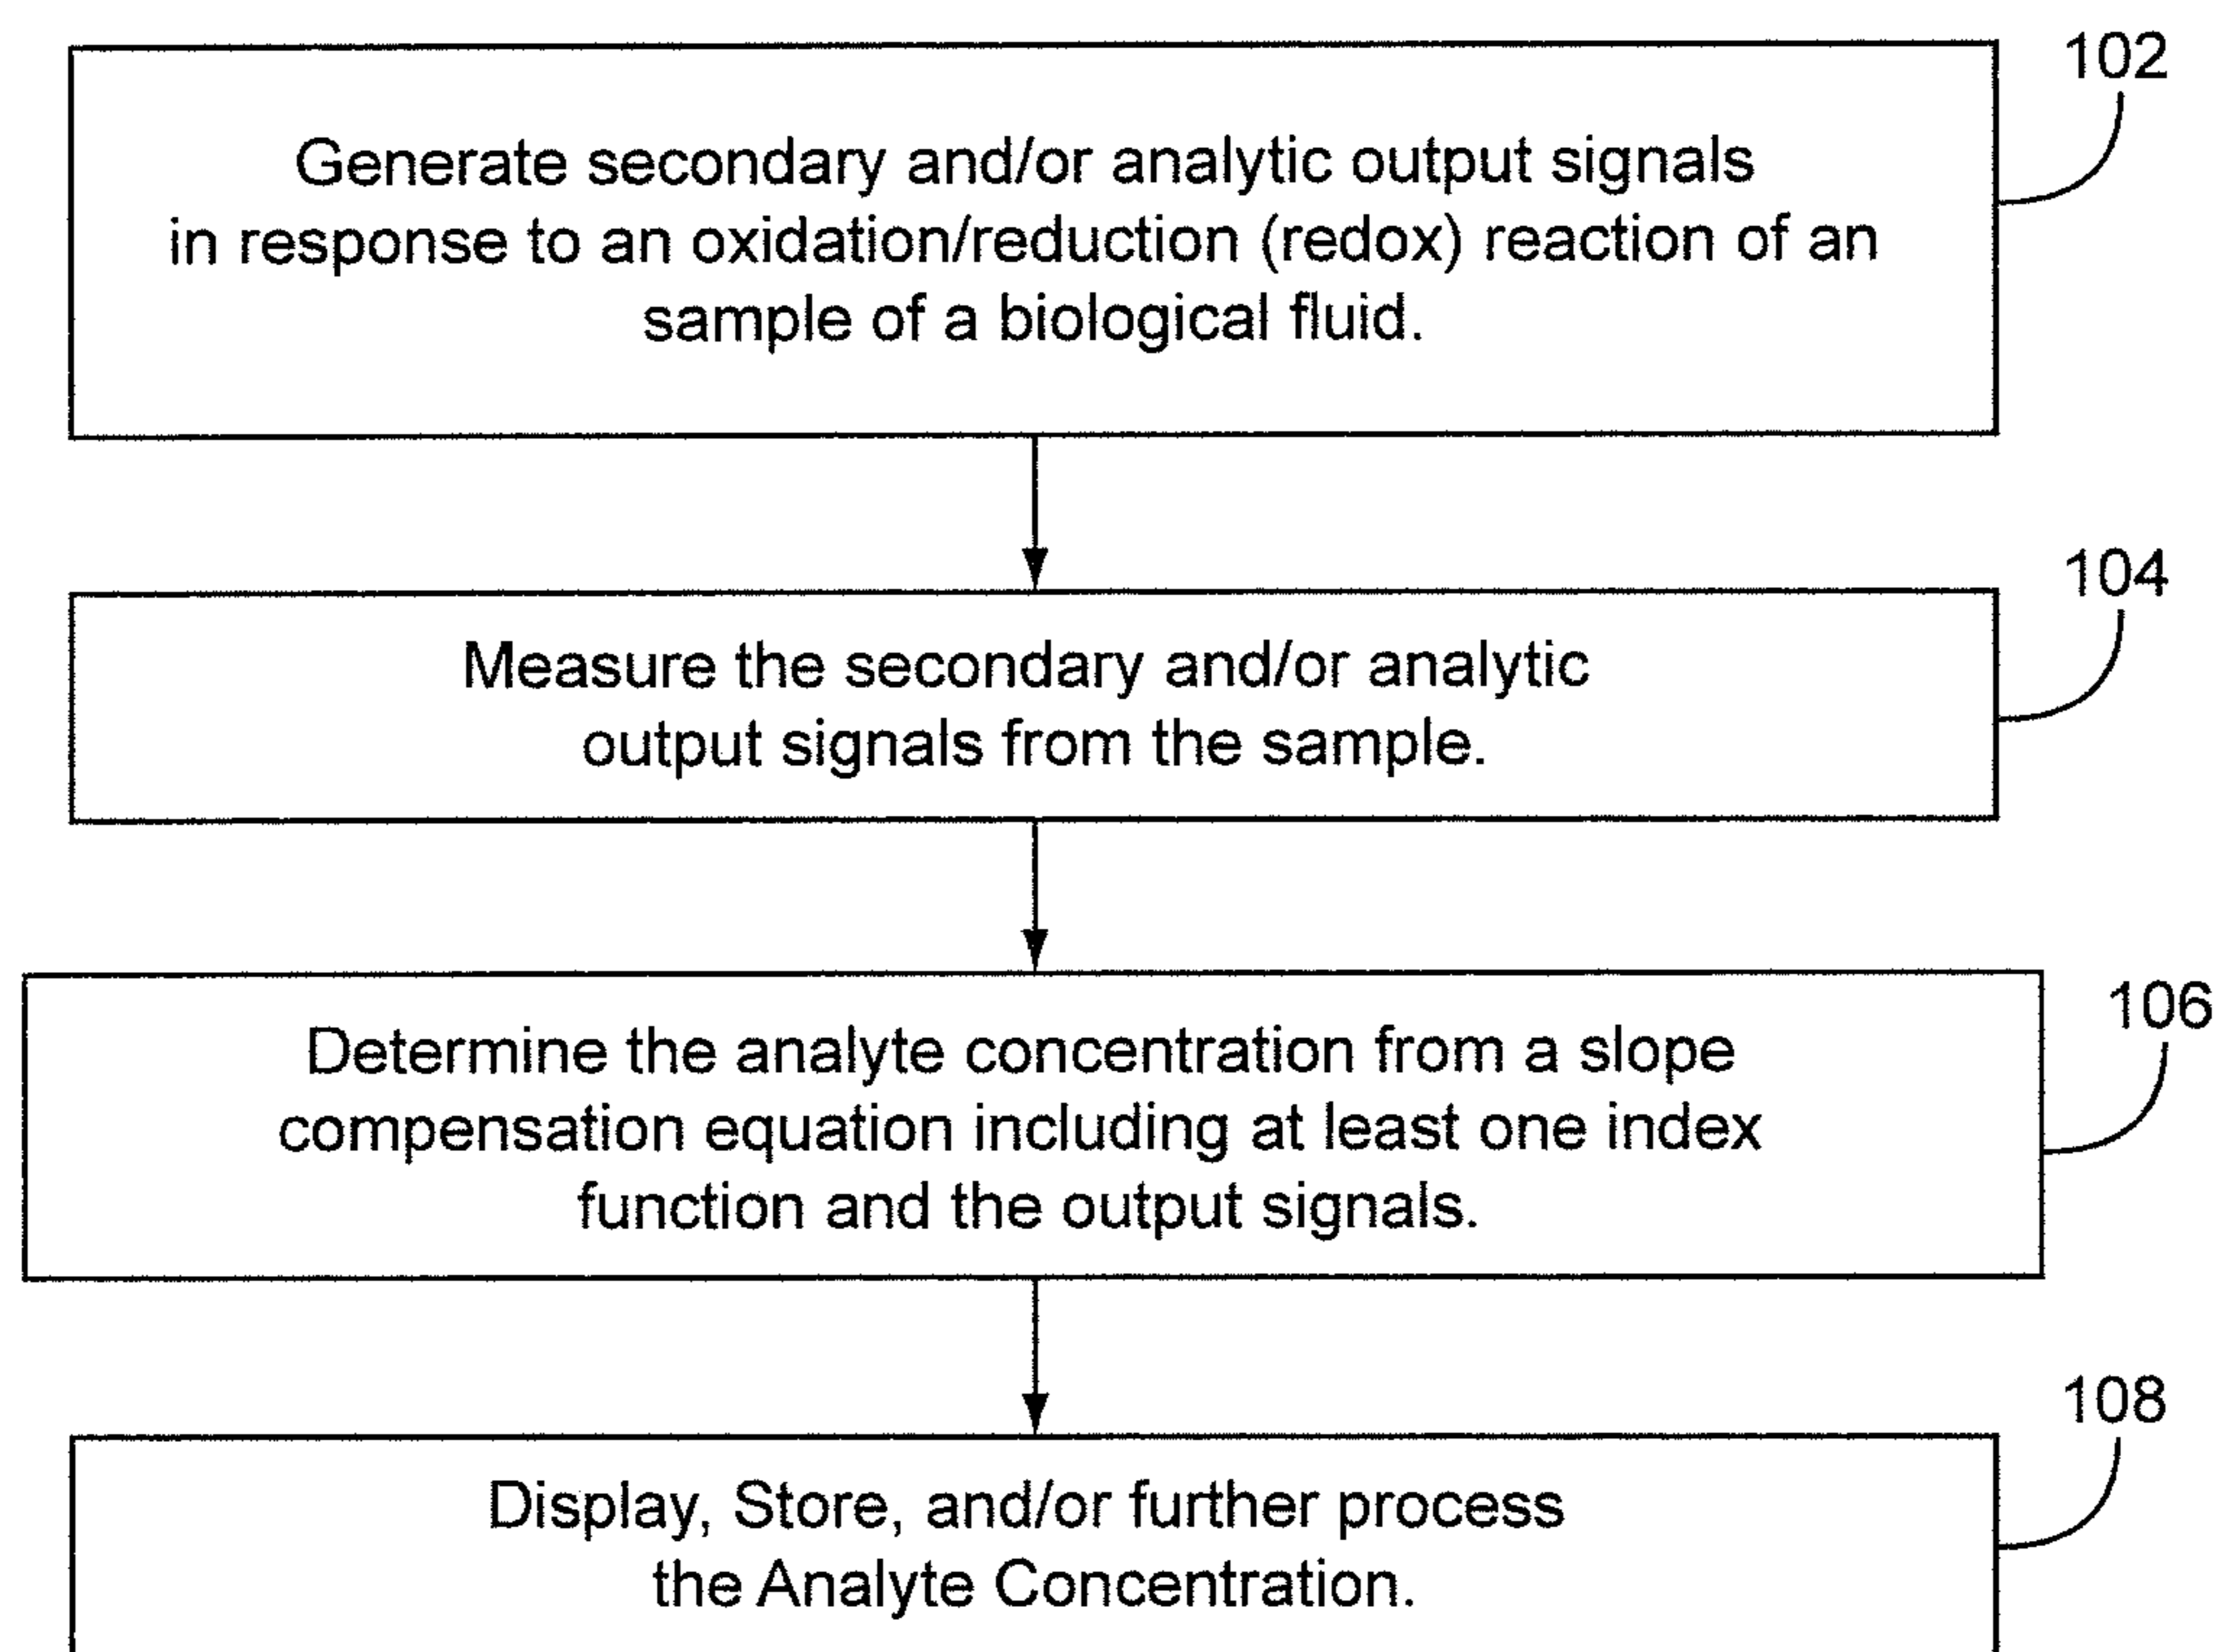 102
Generate secondary and/or analytic output signals
in response to an oxidation/reduction (redox) reaction of an
sample of a biological fluid.
104
Measure the secondary and/or analytic
output signals from the sample.
106
Determine the analyte concentration from a slope
compensation equation including at least one index
function and the output signals.
108
Display, Store, and/or further process
the Analyte Concentration.